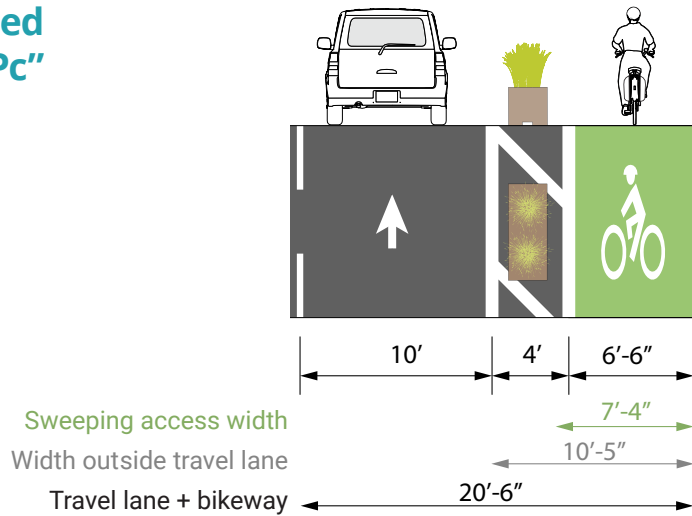 ed
Pc”
10’ 4’ 6’-6”
Sweeping access width 7’-4”
Width outside travel lane 10’-5”
Travel lane + bikeway 20’-6”